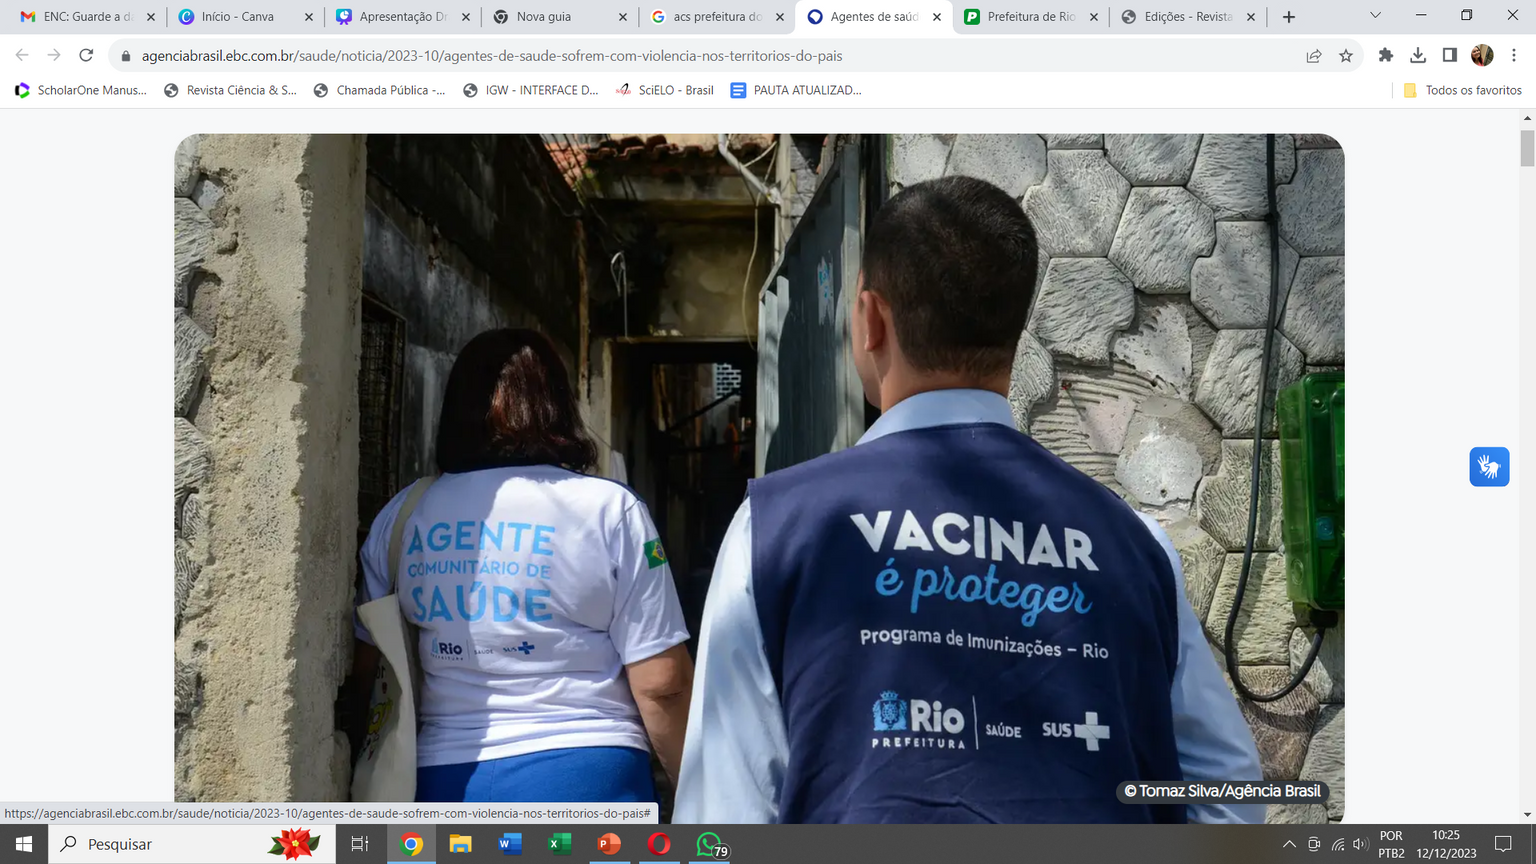 ENC: Guarde a d
Início - Canva
Apresentação Dr
Nova guia
acs prefeitura do
Agentes de saúd
Prefeitura de Rio
Edições - Revista
agenciabrasil.ebc.com.br/saude/noticia/2023-10/agentes-de-saude-sofrem-com-violencia-nos-territorios-do-pais
ScholarOne Manus...
Revista Ciência & S...
Chamada Pública -...
IGW - INTERFACE D...
SciELO - Brasil
PAUTA ATUALIZAD...
Todos os favoritos
AGENTE
COMUNITÁRIO DE
SAÚDE
Rio
PREFEITURA
SAÚDE
SUS
VACINAR
é proteger
Programa de Imunizações – Rio
Rio
PREFEITURA
SAÚDE
SUS
© Tomaz Silva/Agência Brasil
https://agenciabrasil.ebc.com.br/saude/noticia/2023-10/agentes-de-saude-sofrem-com-violencia-nos-territorios-do-pais#
Pesquisar
79
POR
PTB2
10:25
12/12/2023